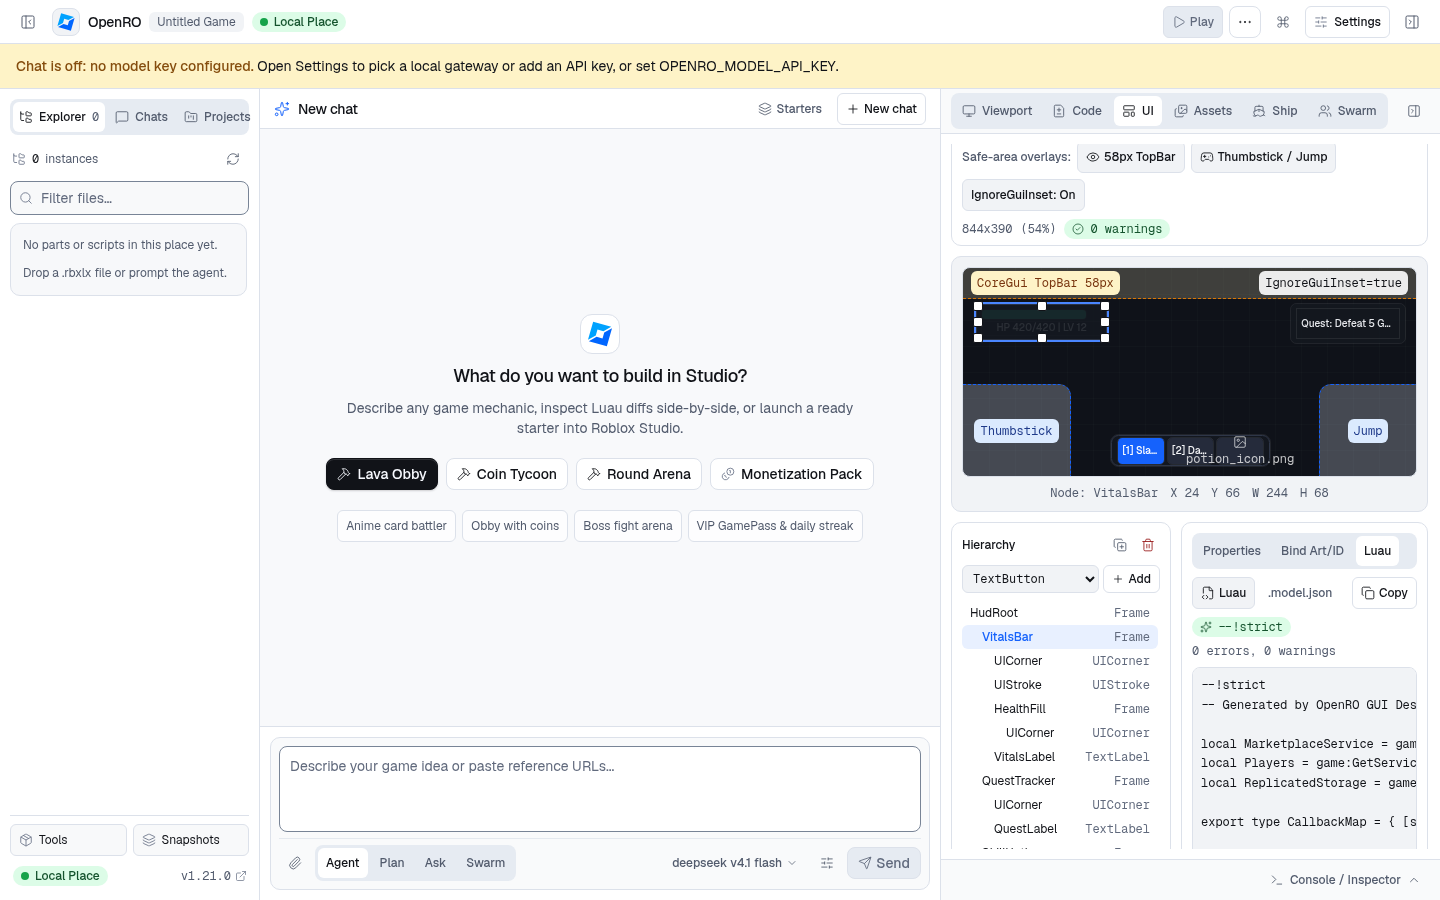 OpenRO Untitled Game Local Place Play Settings
Chat is off: no model key configured. Open Settings to pick a local gateway or add an API key, or set OPENRO_MODEL_API_KEY.
Explorer 0 Chats Projects
0 instances
Filter files...
No parts or scripts in this place yet.
Drop a .rbxlx file or prompt the agent.
Tools Snapshots
Local Place v1.21.0
New chat Starters + New chat
What do you want to build in Studio?
Describe any game mechanic, inspect Luau diffs side-by-side, or launch a ready
starter into Roblox Studio.
Lava Obby Coin Tycoon Round Arena Monetization Pack
Anime card battler Obby with coins Boss fight arena VIP GamePass & daily streak
Describe your game idea or paste reference URLs...
Agent Plan Ask Swarm deepseek v4.1 flash Send
Viewport Code UI Assets Ship Swarm
Safe-area overlays: 58px TopBar Thumbstick / Jump
IgnoreGuiInset: On
844x390 (54%) 0 warnings
CoreGui TopBar 58px IgnoreGuiInset=true
HP 420/420 | LV 12 Quest: Defeat 5 G...
Thumbstick Jump
[1] Sla... [2] Da...
potion_icon.png
Node: VitalsBar X 24 Y 66 W 244 H 68
Hierarchy
TextButton + Add
HudRoot Frame
VitalsBar Frame
UICorner UICorner
UIStroke UIStroke
HealthFill Frame
UICorner UICorner
VitalsLabel TextLabel
QuestTracker Frame
UICorner UICorner
QuestLabel TextLabel
Properties Bind Art/ID Luau
Luau .model.json Copy
--!strict
0 errors, 0 warnings
--!strict
-- Generated by OpenRO GUI Des
local MarketplaceService = gam
local Players = game:GetServic
local ReplicatedStorage = game
export type CallbackMap = { [s
Console / Inspector